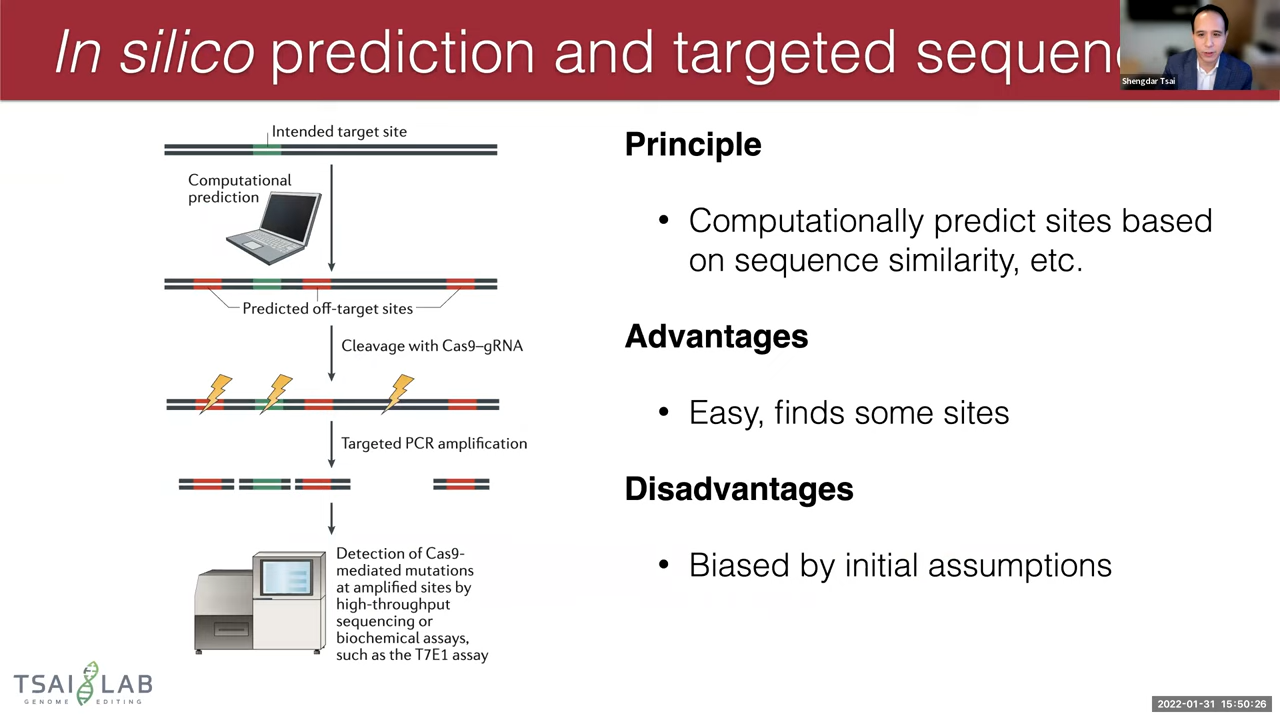 In silico prediction and targeted sequenc
Shengdar Tsai
Intended target site
Computational
prediction
Predicted off-target sites
Cleavage with Cas9–gRNA
Targeted PCR amplification
Detection of Cas9-
mediated mutations
at amplified sites by
high-throughput
sequencing or
biochemical assays,
such as the T7E1 assay
Principle
• Computationally predict sites based
on sequence similarity, etc.
Advantages
• Easy, finds some sites
Disadvantages
• Biased by initial assumptions
TSAI LAB
GENOME EDITING
2022-01-31 15:50:26